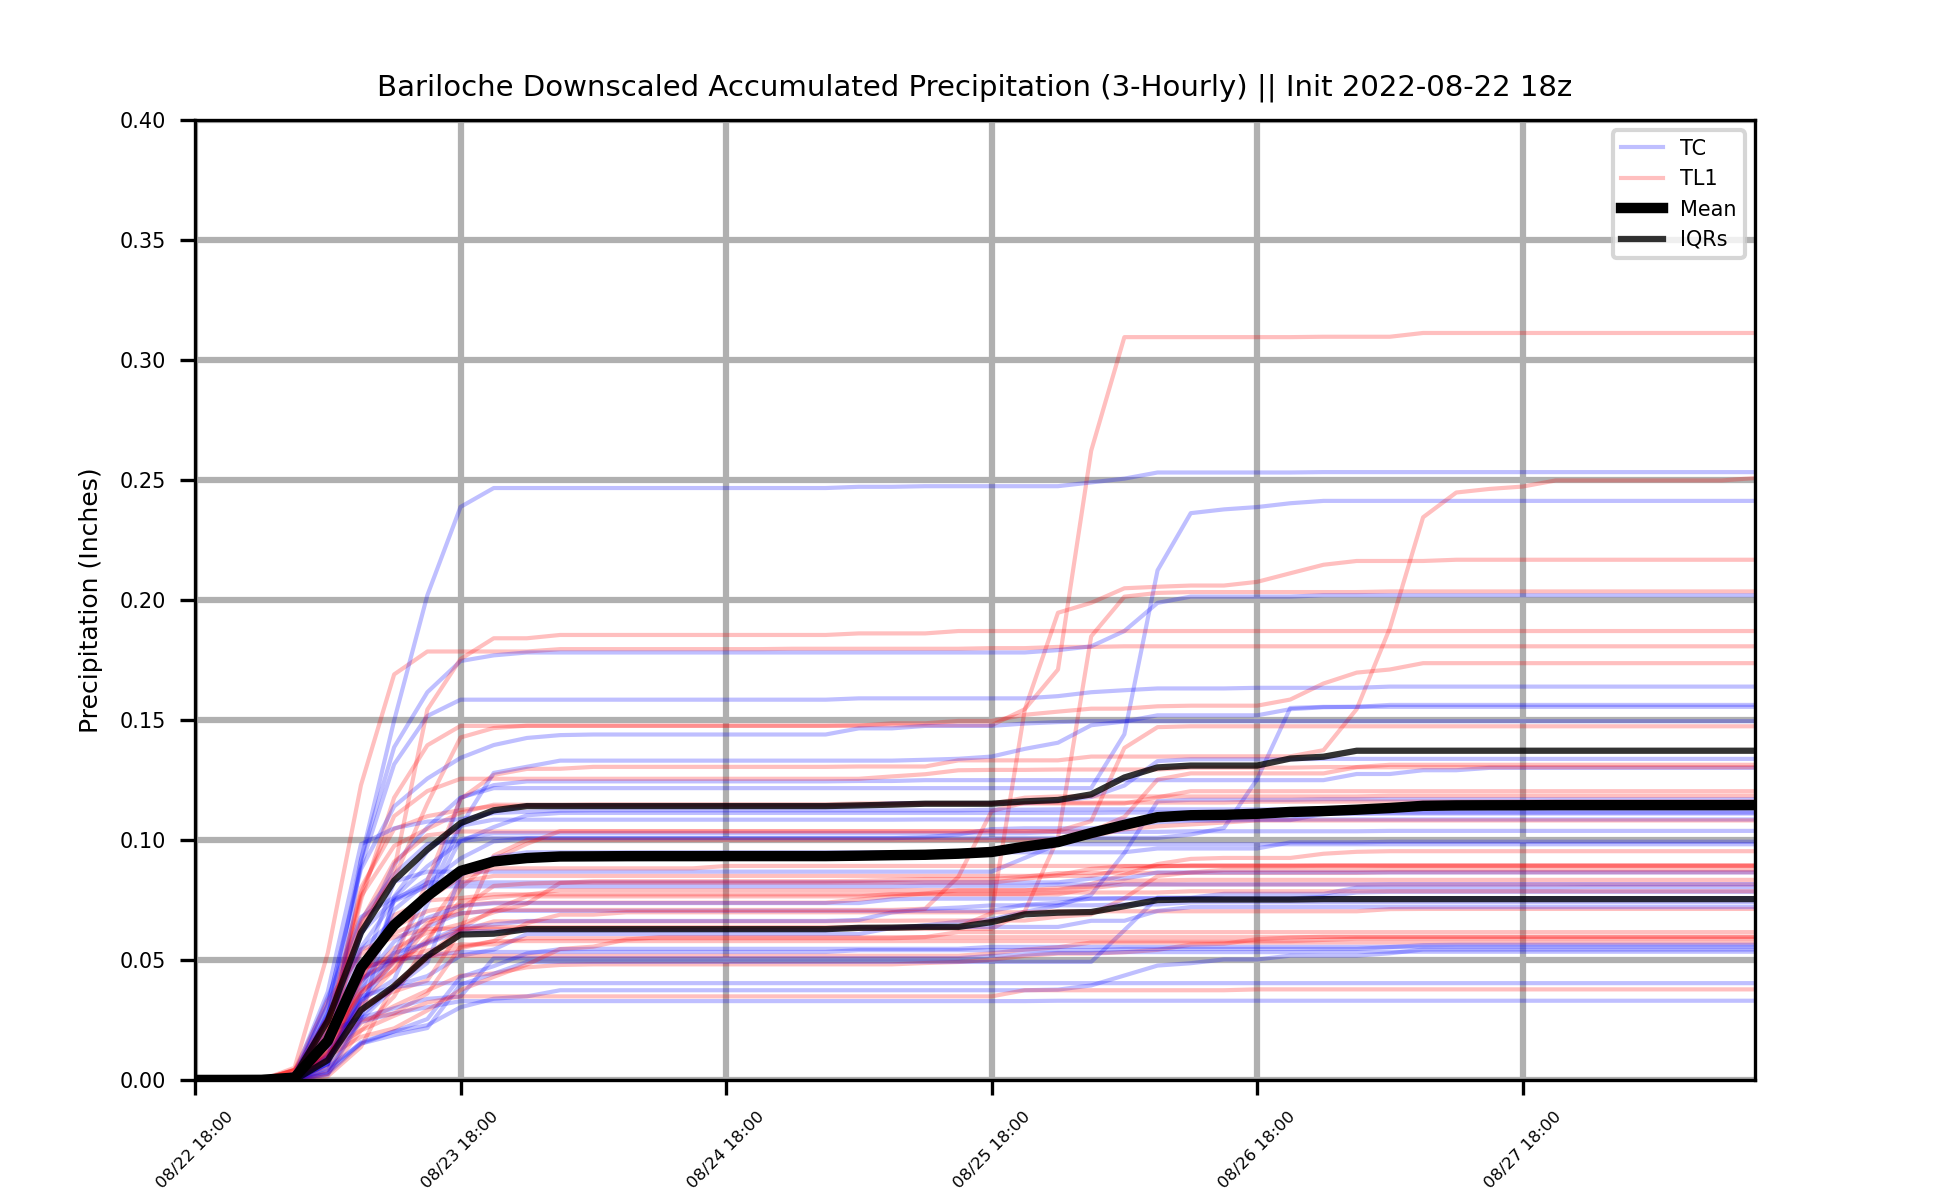 Bariloche Downscaled Accumulated Precipitation (3-Hourly) || Init 2022-08-22 18z
Precipitation (Inches)
0.40
0.35
0.30
0.25
0.20
0.15
0.10
0.05
0.00
TC
TL1
Mean
IQRs
08/22 18:00
08/23 18:00
08/24 18:00
08/25 18:00
08/26 18:00
08/27 18:00